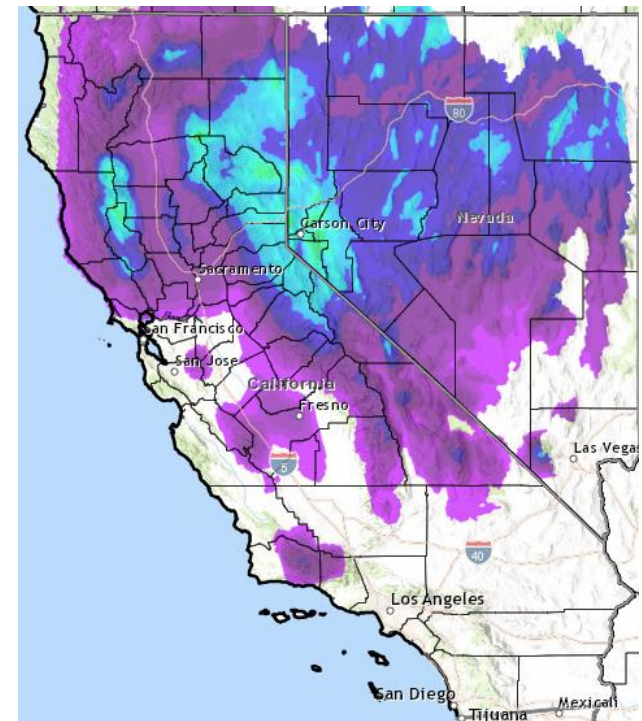 80
Carson City
Nevada
Sacramento
San Francisco
San Jose
California
Fresno
5
Las Vegas
40
Los Angeles
San Diego
Tijuana
Mexicali